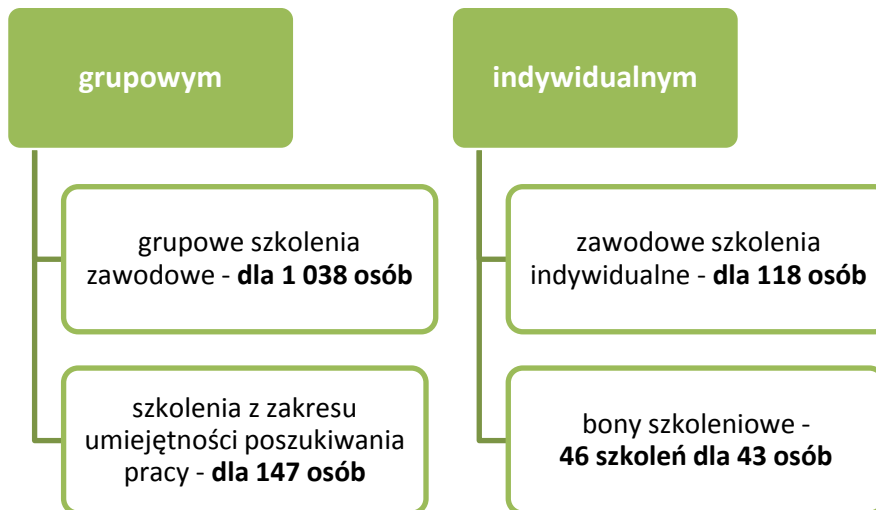 grupowym
grupowe szkolenia
zawodowe - dla 1 038 osób
szkolenia z zakresu
umiejętności poszukiwania
pracy - dla 147 osób
indywidualnym
zawodowe szkolenia
indywidualne - dla 118 osób
bony szkoleniowe -
46 szkoleń dla 43 osób